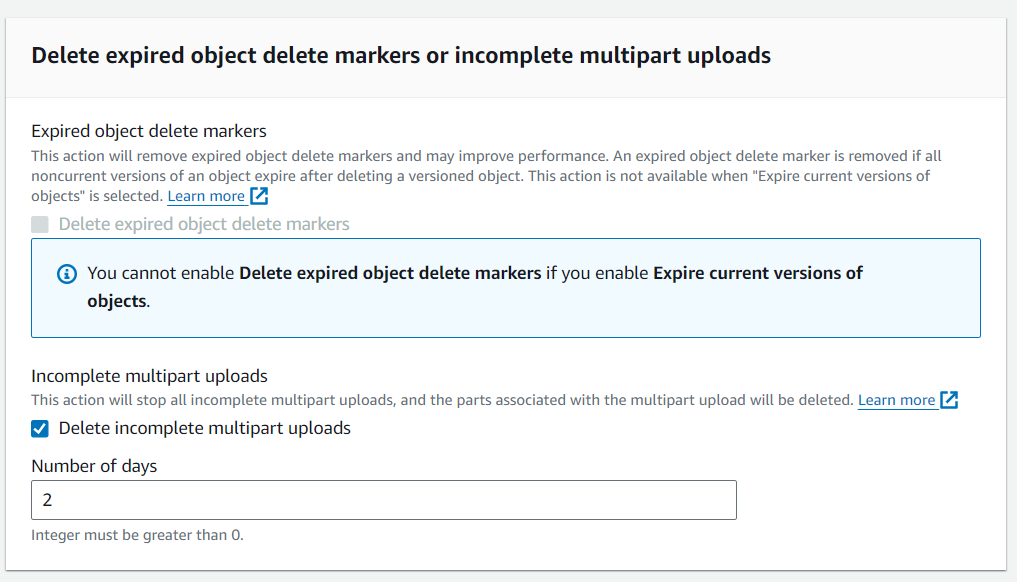 Delete expired object delete markers or incomplete multipart uploads
Expired object delete markers
This action will remove expired object delete markers and may improve performance. An expired object delete marker is removed if all
noncurrent versions of an object expire after deleting a versioned object. This action is not available when "Expire current versions of
objects" is selected. Learn more
Delete expired object delete markers
You cannot enable Delete expired object delete markers if you enable Expire current versions of
objects.
Incomplete multipart uploads
This action will stop all incomplete multipart uploads, and the parts associated with the multipart upload will be deleted. Learn more
Delete incomplete multipart uploads
Number of days
2
Integer must be greater than 0.